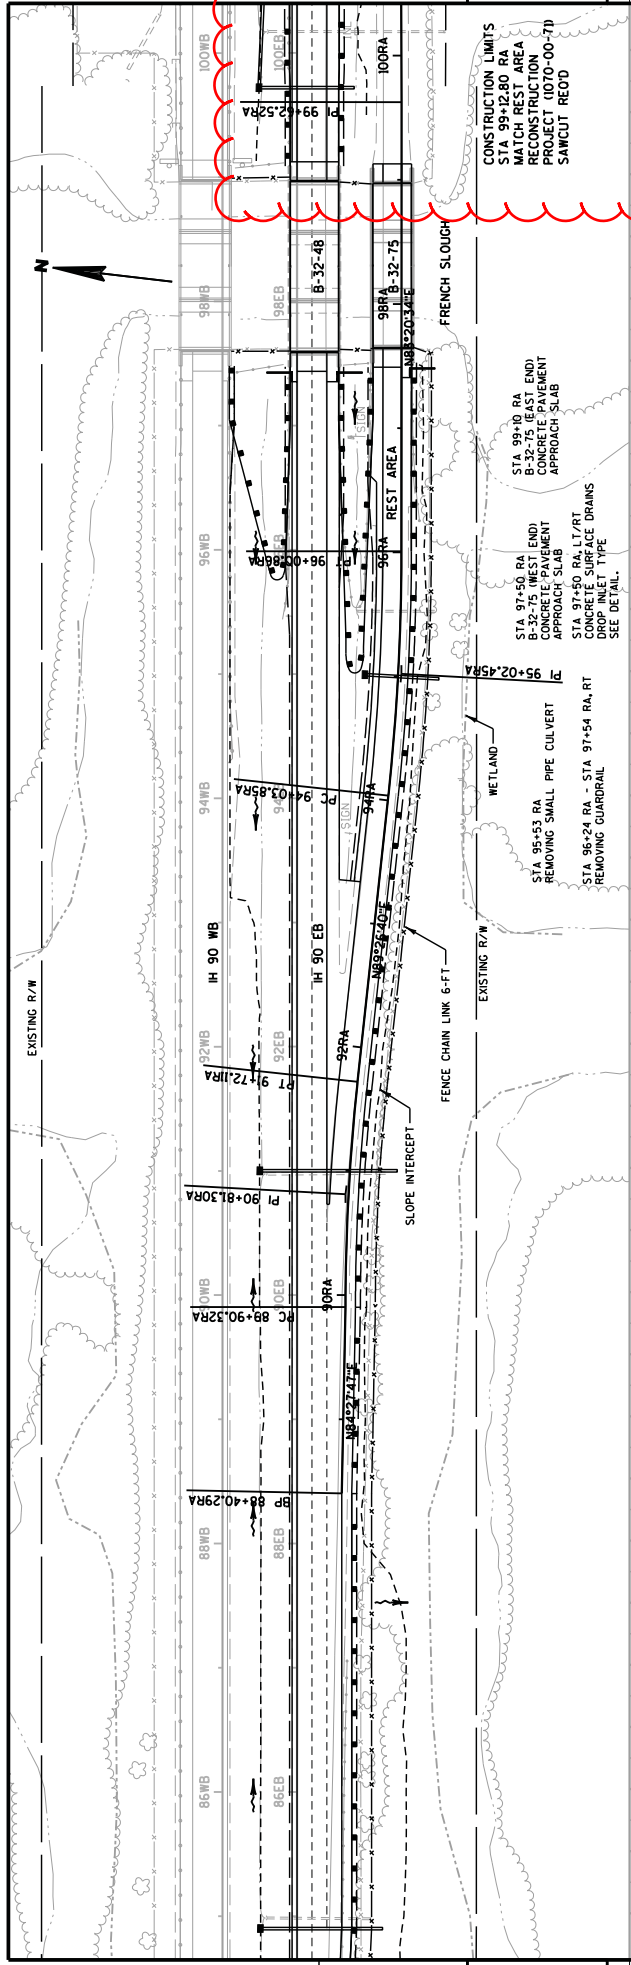 CONSTRUCTION LIMITS
STA 99+12.80 RA
MATCH REST AREA
RECONSTRUCTION
PROJECT (1070-00-71)
SAWCUT REQ'D
100WB
100EB
100RA
PI 99+62.52RA
N
98WB
98EB
B-32-48
98RA
B-32-75
N88°20'34"E
FRENCH SLOUGH
STA 99+10 RA
B-32-75 (EAST END)
CONCRETE PAVEMENT
APPROACH SLAB
STA 97+50 RA
B-32-75 (WEST END)
CONCRETE PAVEMENT
APPROACH SLAB
STA 97+50 RA, LT/RT
CONCRETE SURFACE DRAINS
DROP INLET TYPE
SEE DETAIL.
SIGN
REST AREA
96WB
96RA
PT 96+03.86RA
PI 95+02.45RA
WETLAND
STA 95+53 RA
REMOVING SMALL PIPE CULVERT
STA 96+24 RA - STA 97+54 RA, RT
REMOVING GUARDRAIL
94WB
PC 94+03.85RA
94RA
SIGN
EXISTING R/W
IH 90 WB
IH 90 EB
N89°26'40"E
FENCE CHAIN LINK 6-FT
EXISTING R/W
92WB
92EB
92RA
PT 91+72.11RA
SLOPE INTERCEPT
PI 90+81.30RA
90WB
90EB
90RA
PC 89+90.32RA
N84°27'47"E
BP 88+40.29RA
88WB
88EB
86WB
86EB